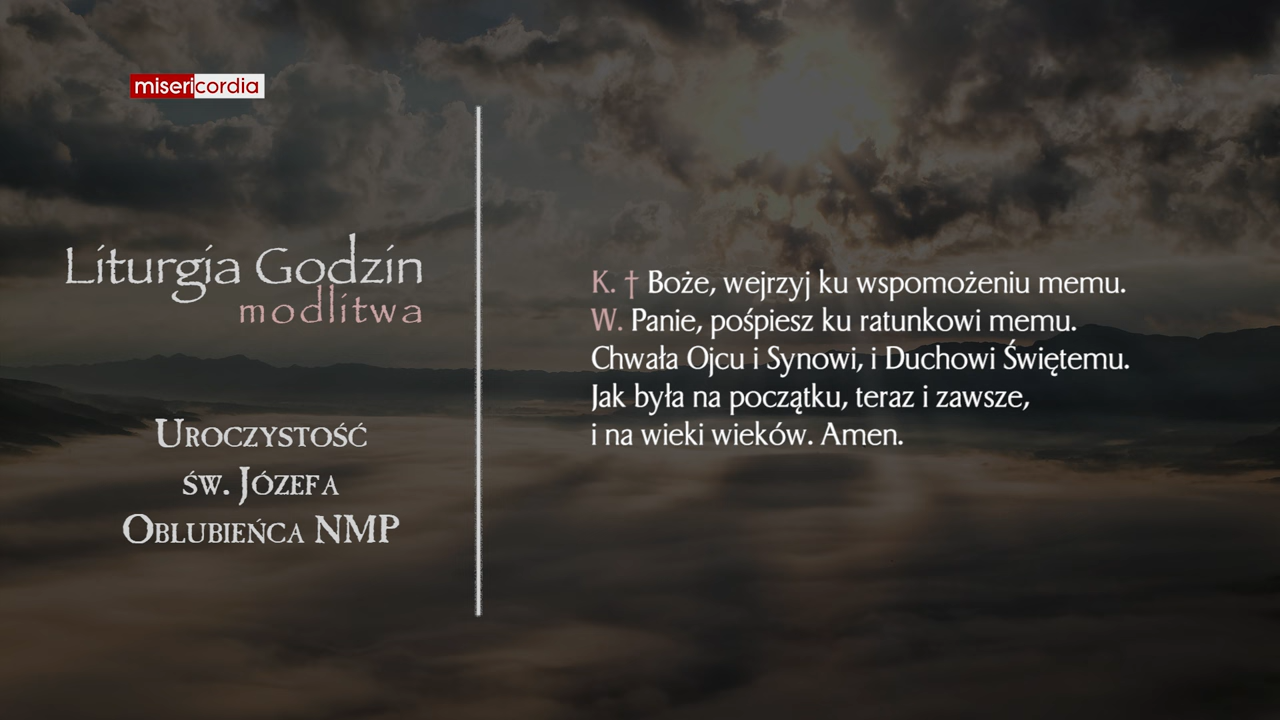 misericordia
Liturgia Godzin
modlitwa
Uroczystość
św. Józefa
Oblubieńca NMP
K. † Boże, wejrzyj ku wspomożeniu memu.
W. Panie, pośpiesz ku ratunkowi memu.
Chwała Ojcu i Synowi, i Duchowi Świętemu.
Jak była na początku, teraz i zawsze,
i na wieki wieków. Amen.